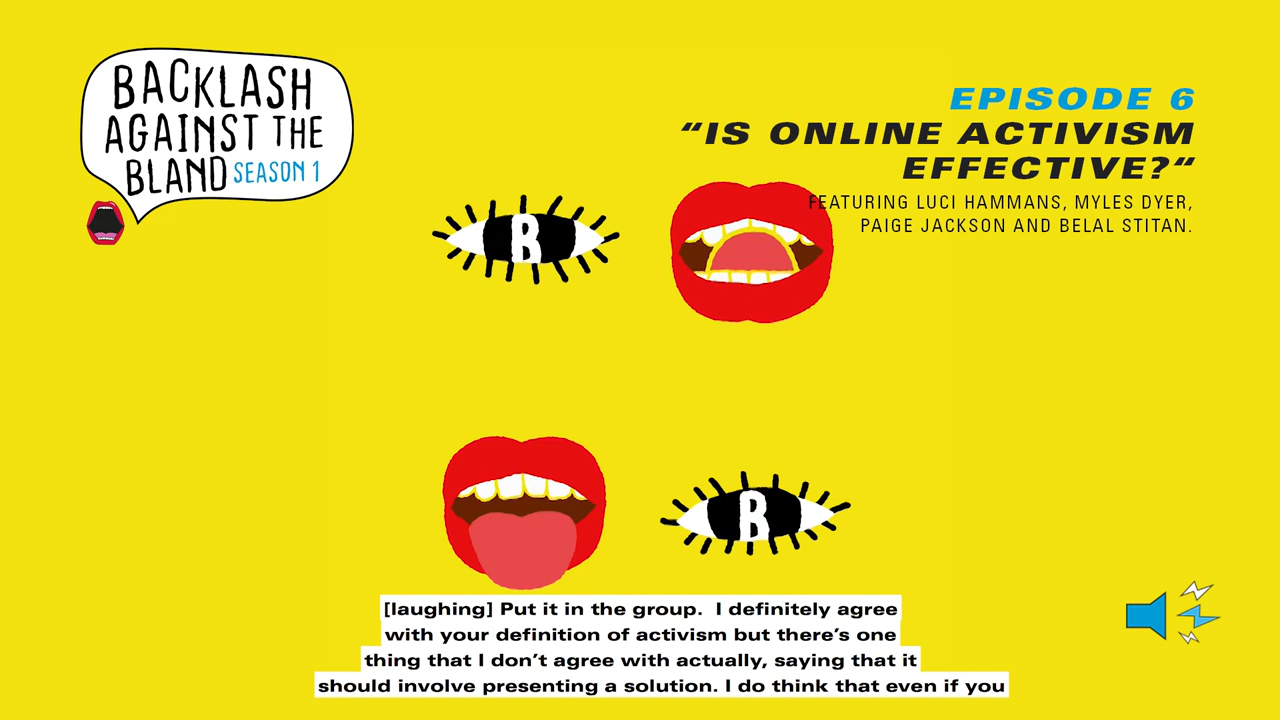 BACKLASH
AGAINST THE
BLAND SEASON 1
EPISODE 6
“IS ONLINE ACTIVISM
EFFECTIVE?“
FEATURING LUCI HAMMANS, MYLES DYER,
PAIGE JACKSON AND BELAL STITAN.
B
B
[laughing] Put it in the group.  I definitely agree
with your definition of activism but there’s one
thing that I don’t agree with actually, saying that it
should involve presenting a solution. I do think that even if you